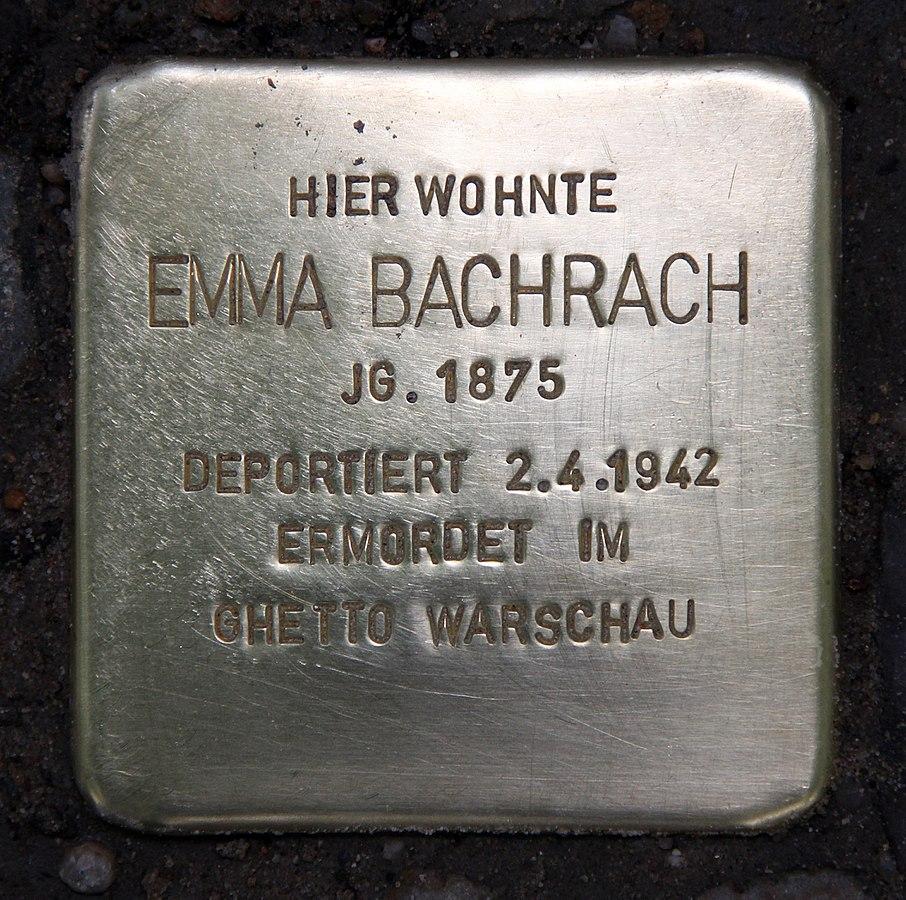 HIER WOHNTE
EMMA BACHRACH
JG. 1875
DEPORTIERT 2.4.1942
ERMORDET IM
GHETTO WARSCHAU